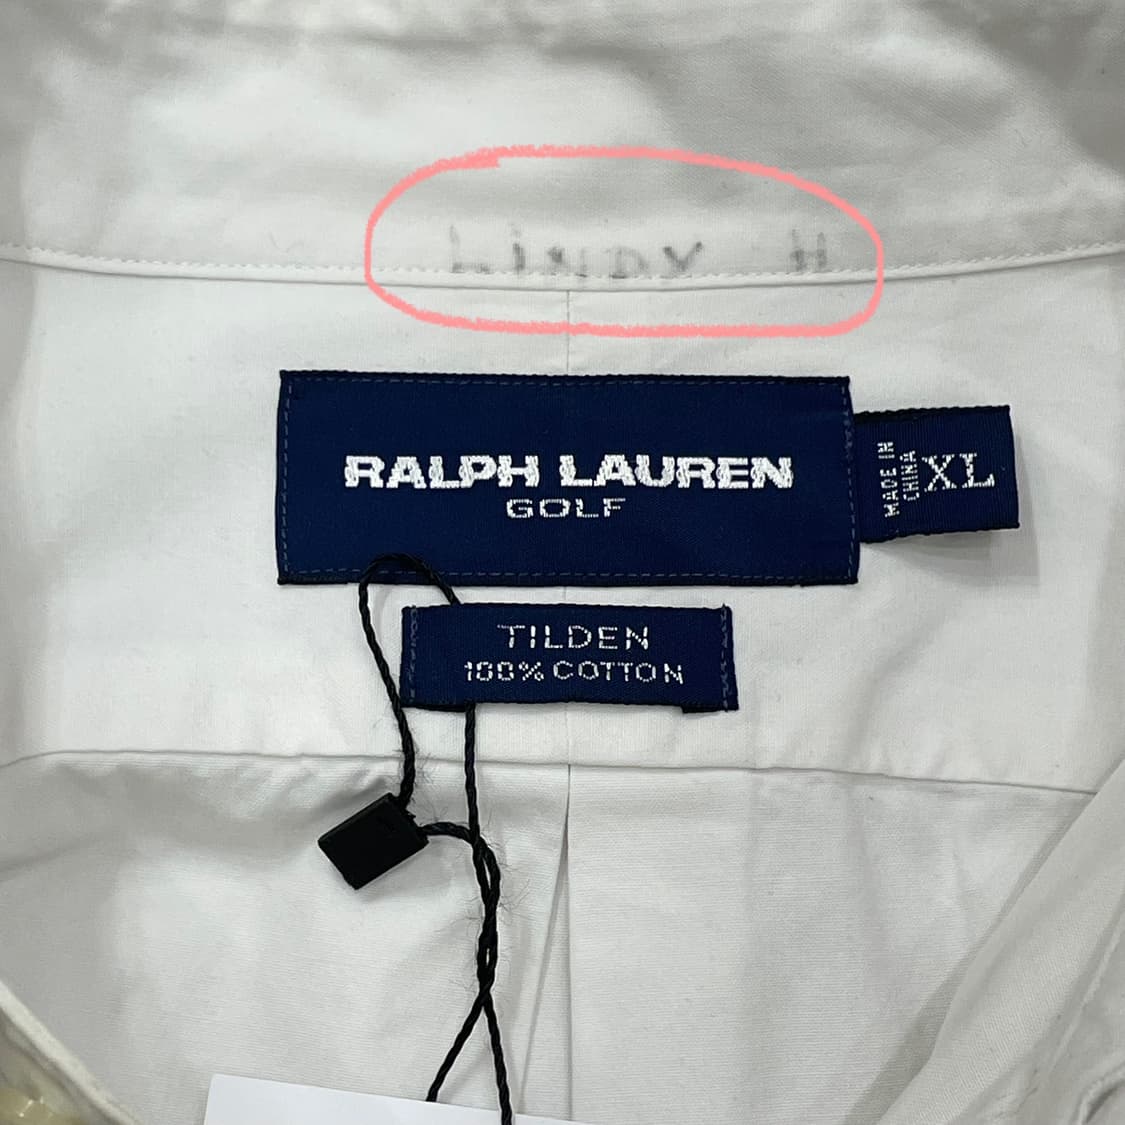 LiNDY H
RALPH LAUREN
GOLF
MADE IN
CHINA
XL
TILDEN
100% COTTON